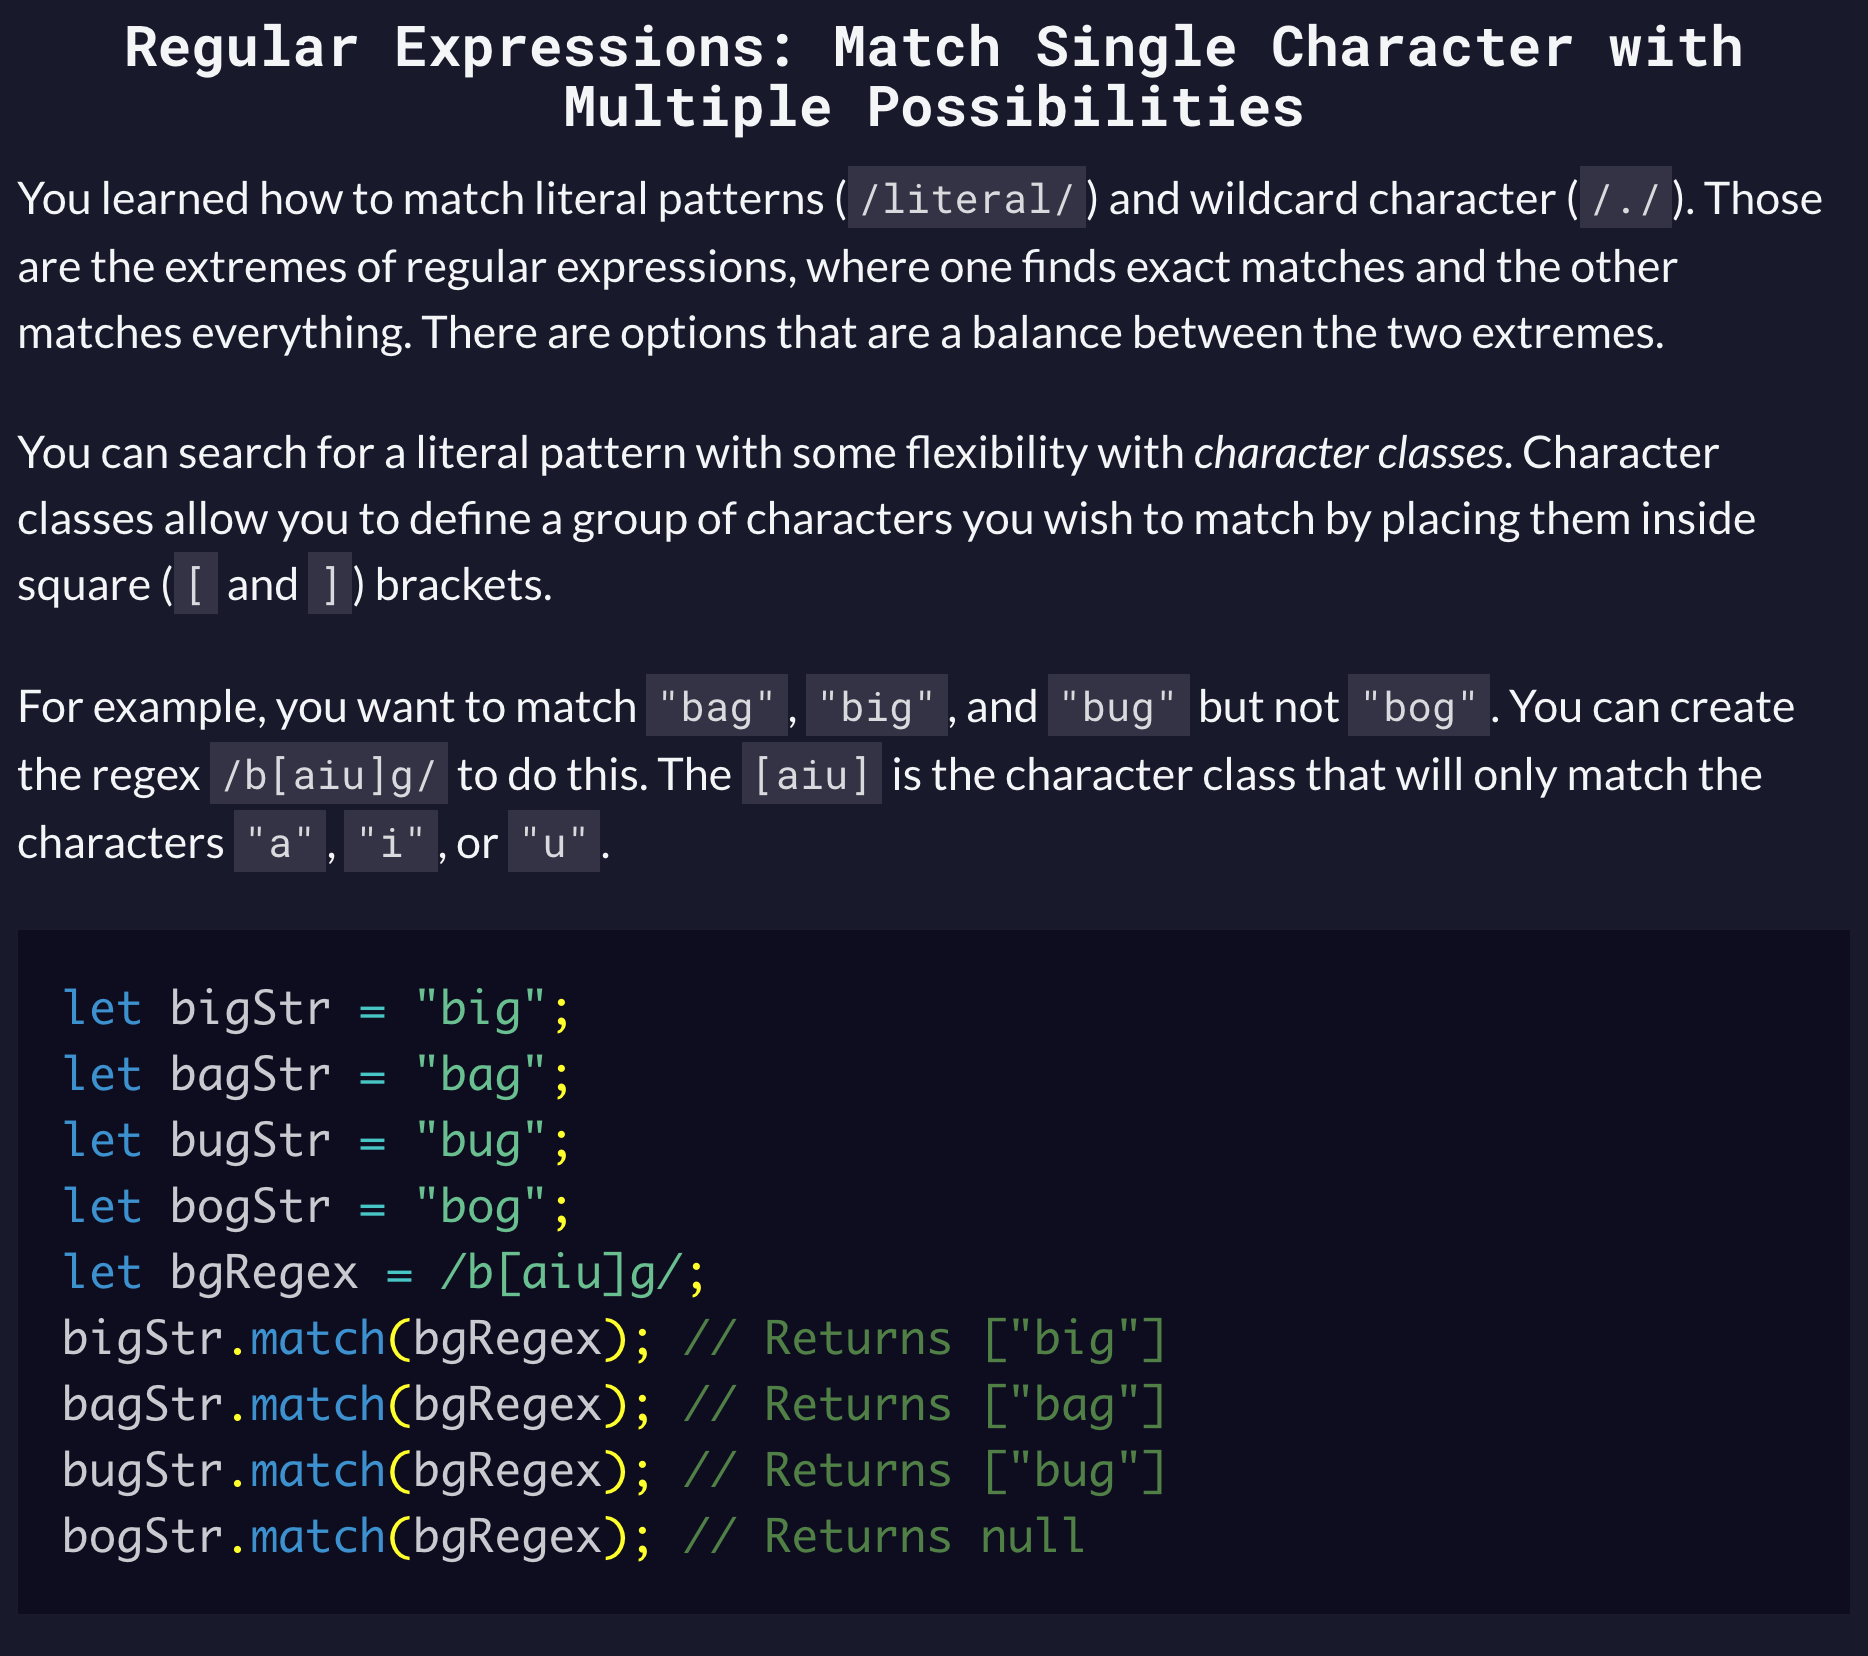 Regular Expressions: Match Single Character with
Multiple Possibilities
You learned how to match literal patterns ( /literal/ ) and wildcard character ( /./ ). Those
are the extremes of regular expressions, where one finds exact matches and the other
matches everything. There are options that are a balance between the two extremes.
You can search for a literal pattern with some flexibility with character classes. Character
classes allow you to define a group of characters you wish to match by placing them inside
square ( [ and ] ) brackets.
For example, you want to match "bag" , "big" , and "bug" but not "bog" . You can create
the regex /b[aiu]g/ to do this. The [aiu] is the character class that will only match the
characters "a" , "i" , or "u" .
let bigStr = "big";
let bagStr = "bag";
let bugStr = "bug";
let bogStr = "bog";
let bgRegex = /b[aiu]g/;
bigStr.match(bgRegex); // Returns ["big"]
bagStr.match(bgRegex); // Returns ["bag"]
bugStr.match(bgRegex); // Returns ["bug"]
bogStr.match(bgRegex); // Returns null